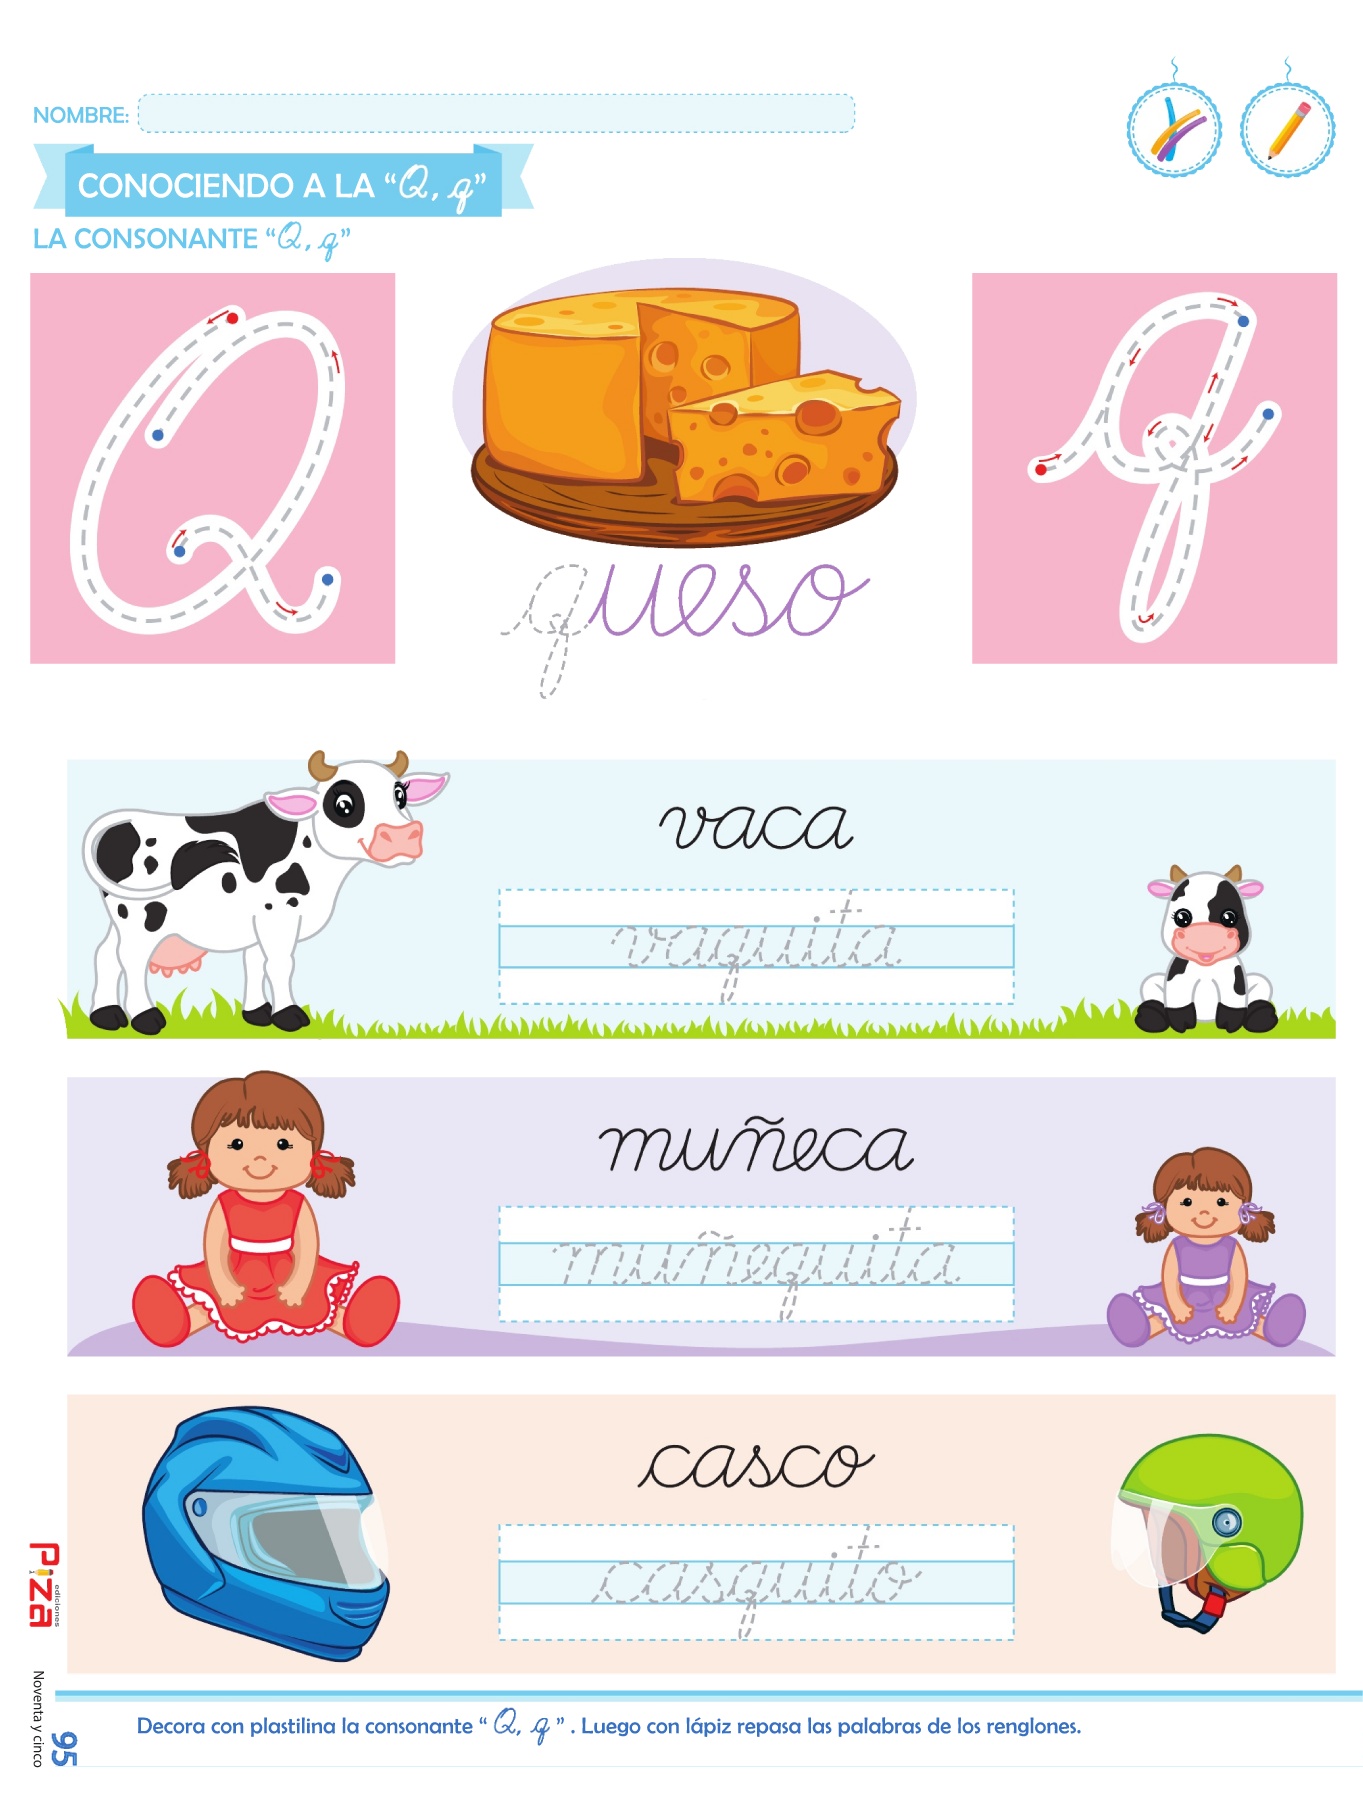 NOMBRE:
CONOCIENDO A LA “Q, q”
LA CONSONANTE “Q, q”
Q
q
queso
vaca
vaquita
muñeca
muñequita
casco
casquito
Decora con plastilina la consonante “ Q, q ” . Luego con lápiz repasa las palabras de los renglones.
PIZA
ediciones
Noventa y cinco
95